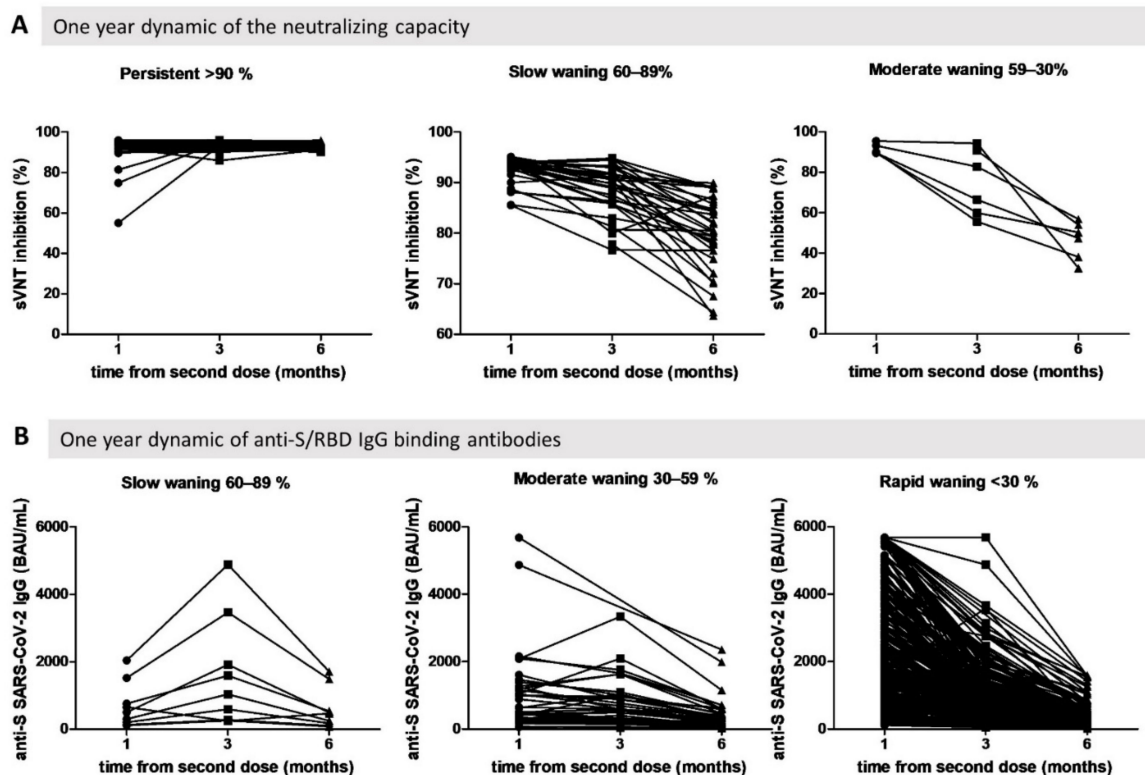 A One year dynamic of the neutralizing capacity
Persistent >90 %
100
80
60
40
20
0
sVNT inhibition (%)
1 3 6
time from second dose (months)
Slow waning 60–89%
100
90
80
70
60
sVNT inhibition (%)
1 3 6
time from second dose (months)
Moderate waning 59–30%
100
80
60
40
20
0
sVNT inhibition (%)
1 3 6
time from second dose (months)
B One year dynamic of anti-S/RBD IgG binding antibodies
Slow waning 60–89 %
6000
4000
2000
0
anti-S SARS-CoV-2 IgG (BAU/mL)
1 3 6
time from second dose (months)
Moderate waning 30–59 %
6000
4000
2000
0
anti-S SARS-CoV-2 IgG (BAU/mL)
1 3 6
time from second dose (months)
Rapid waning <30 %
6000
4000
2000
0
anti-S SARS-CoV-2 IgG (BAU/mL)
1 3 6
time from second dose (months)